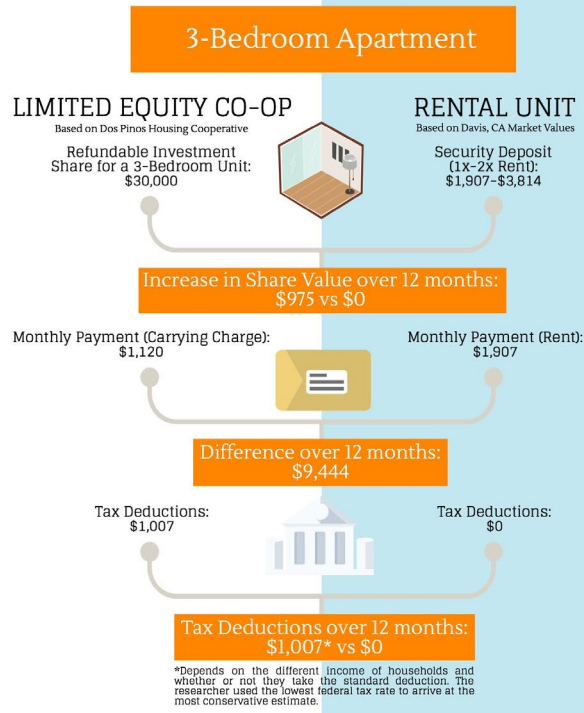 3-Bedroom Apartment
LIMITED EQUITY CO-OP
Based on Dos Pinos Housing Cooperative
Refundable Investment
Share for a 3-Bedroom Unit:
$30,000
RENTAL UNIT
Based on Davis, CA Market Values
Security Deposit
(1x-2x Rent):
$1,907-$3,814
Increase in Share Value over 12 months:
$975 vs $0
Monthly Payment (Carrying Charge):
$1,120
Monthly Payment (Rent):
$1,907
Difference over 12 months:
$9,444
Tax Deductions:
$1,007
Tax Deductions:
$0
Tax Deductions over 12 months:
$1,007* vs $0
*Depends on the different income of households and
whether or not they take the standard deduction. The
researcher used the lowest federal tax rate to arrive at the
most conservative estimate.